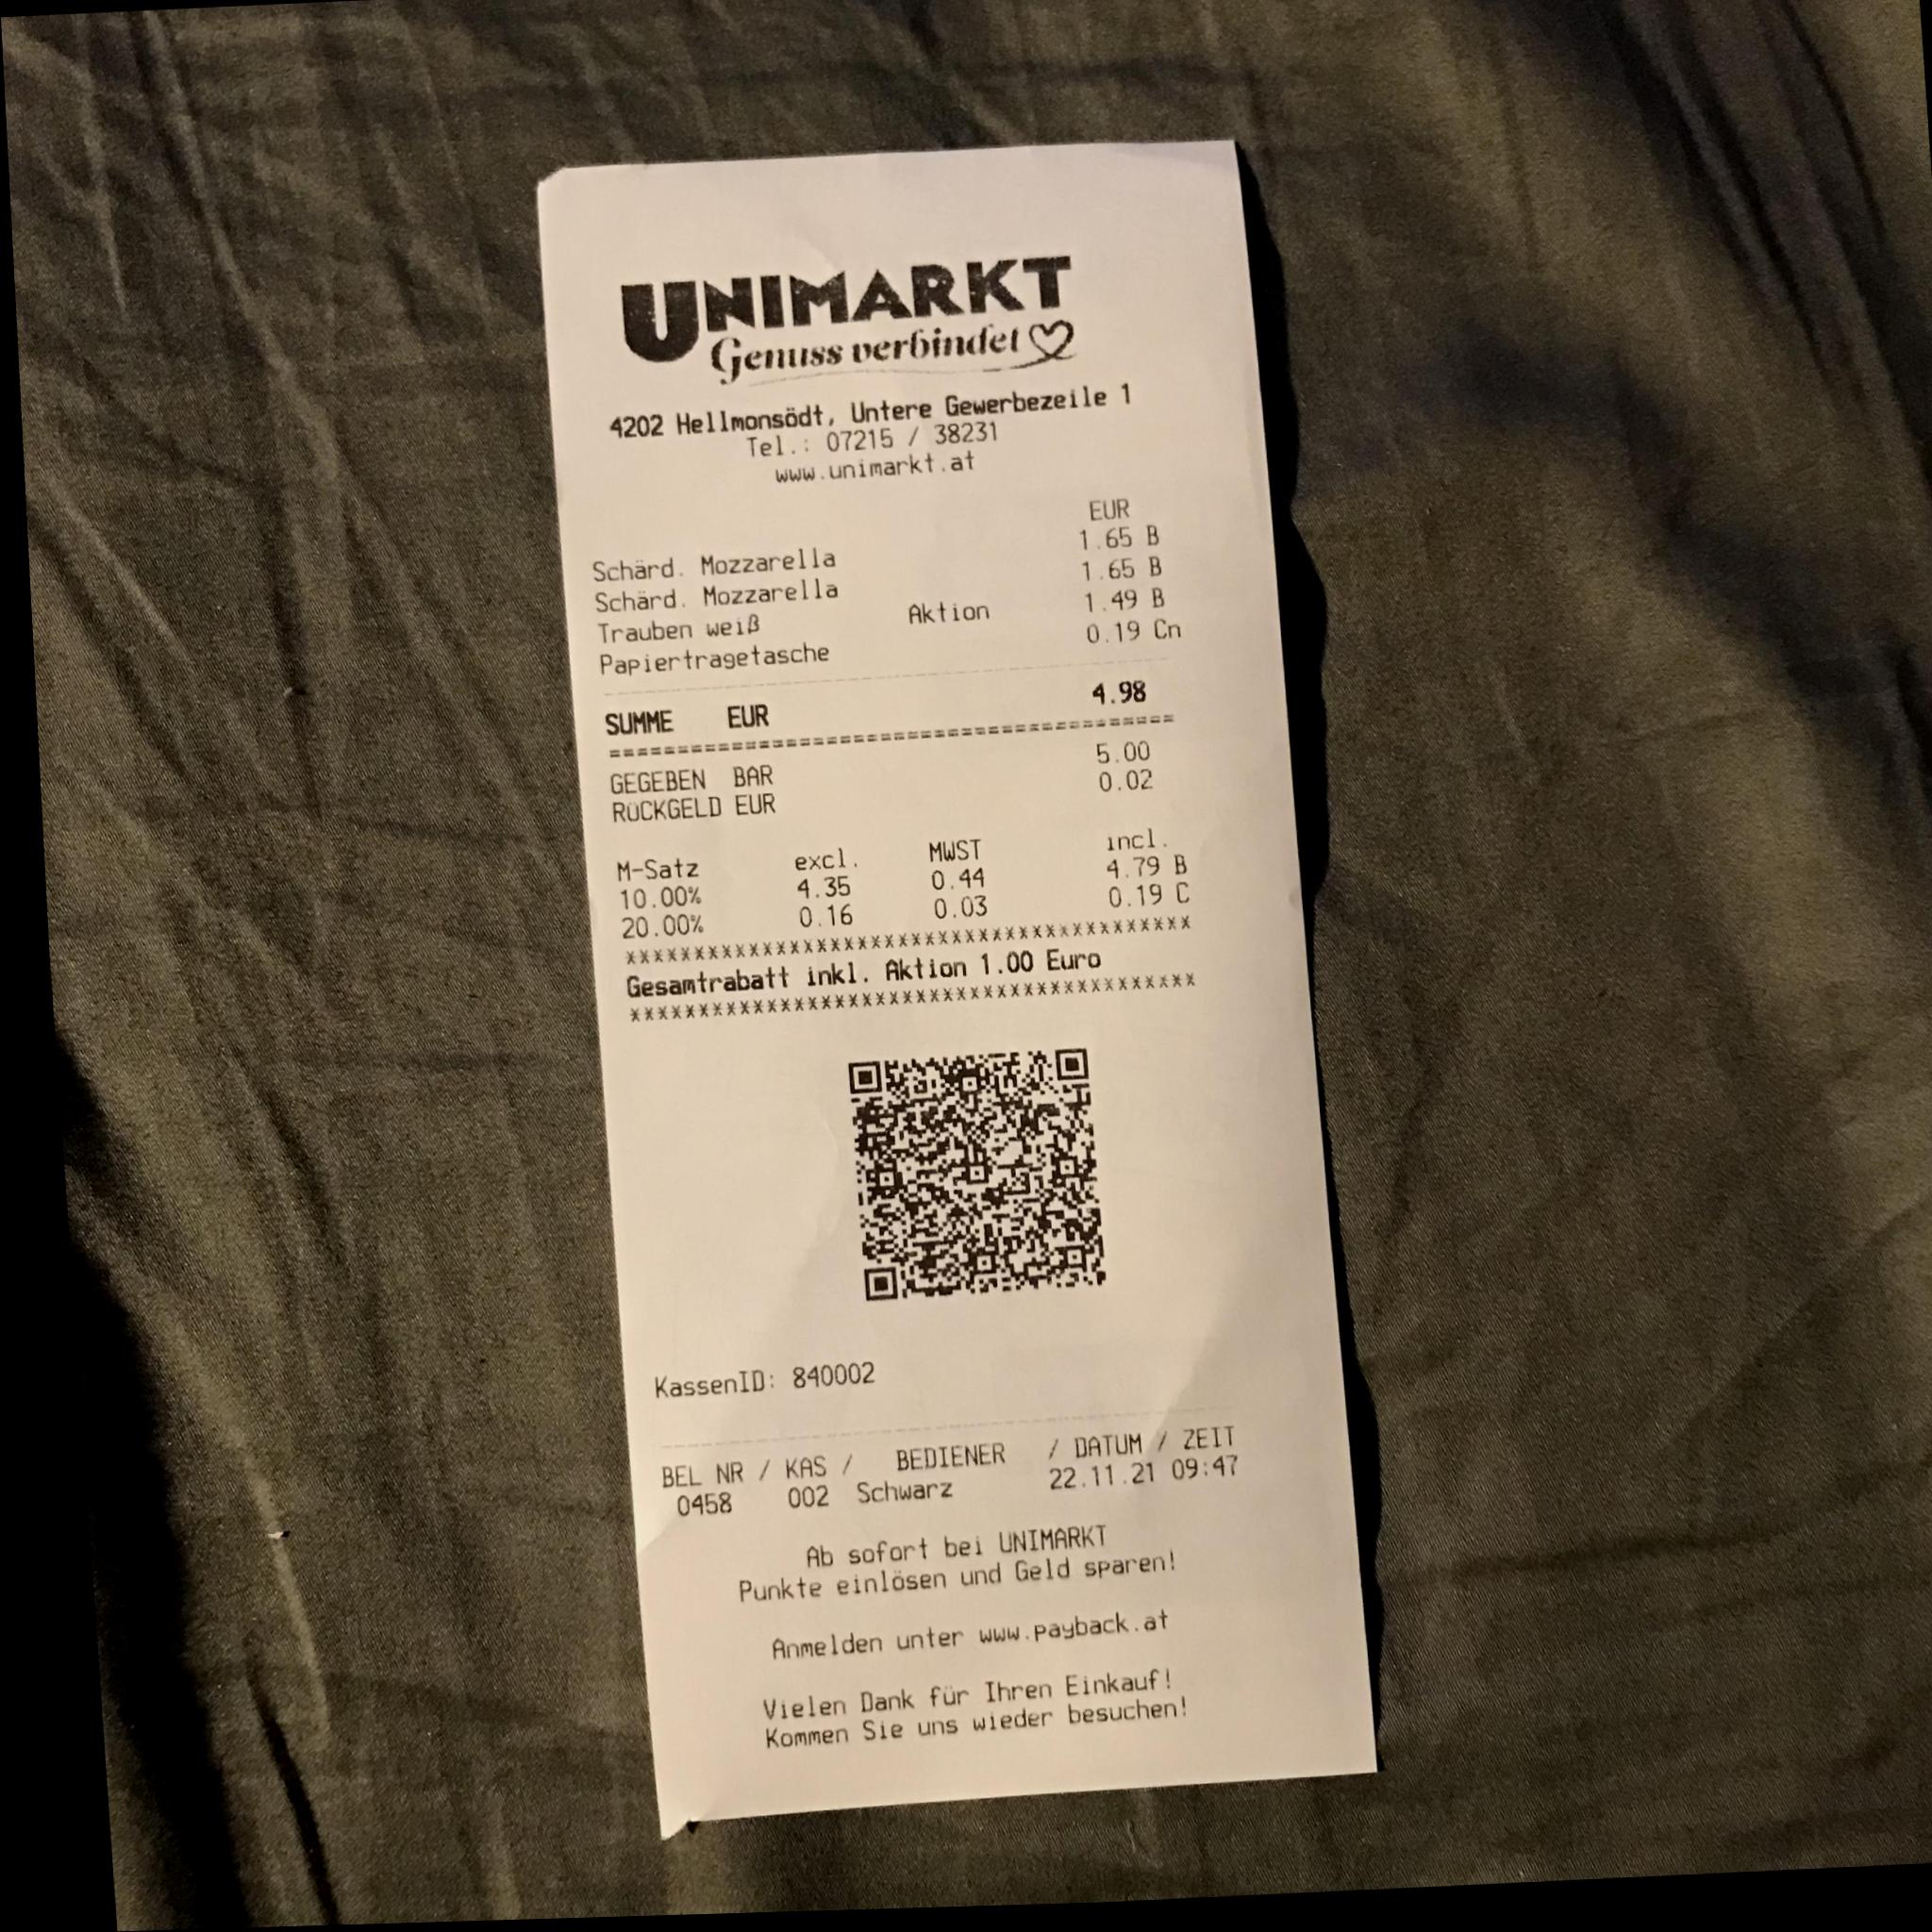 UNIMARKT
Genuss verbindet
4202 Hellmonsödt, Untere Gewerbezeile 1
Tel.: 07215 / 38231
www.unimarkt.at
EUR
Schärd. Mozzarella 1.65 B
Schärd. Mozzarella 1.65 B
Trauben weiß Aktion 1.49 B
Papiertragetasche 0.19 Cn
SUMME EUR 4.98
=========================================
GEGEBEN BAR 5.00
RÜCKGELD EUR 0.02
M-Satz excl. MWST incl.
10.00% 4.35 0.44 4.79 B
20.00% 0.16 0.03 0.19 C
******************************************
Gesamtrabatt inkl. Aktion 1.00 Euro
******************************************
KassenID: 840002
BEL NR / KAS / BEDIENER / DATUM / ZEIT
0458 002 Schwarz 22.11.21 09:47
Ab sofort bei UNIMARKT
Punkte einlösen und Geld sparen!
Anmelden unter www.payback.at
Vielen Dank für Ihren Einkauf!
Kommen Sie uns wieder besuchen!